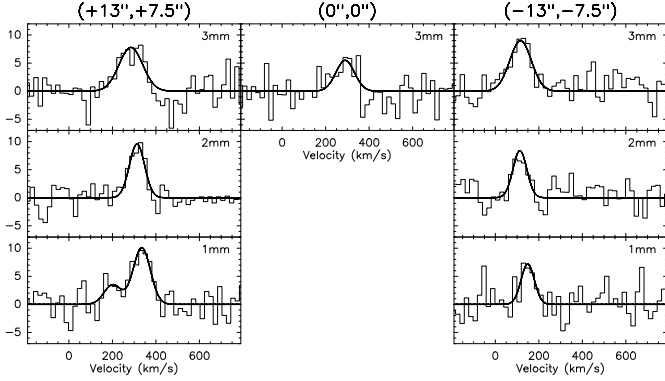 (+13",+7.5") (0",0") (−13",−7.5")
10 3mm 3mm 3mm
5
0
−5
0 200 400 600
Velocity (km/s)
10 2mm 2mm
5
0
−5
10 1mm 1mm
5
0
−5
0 200 400 600 0 200 400 600
Velocity (km/s) Velocity (km/s)